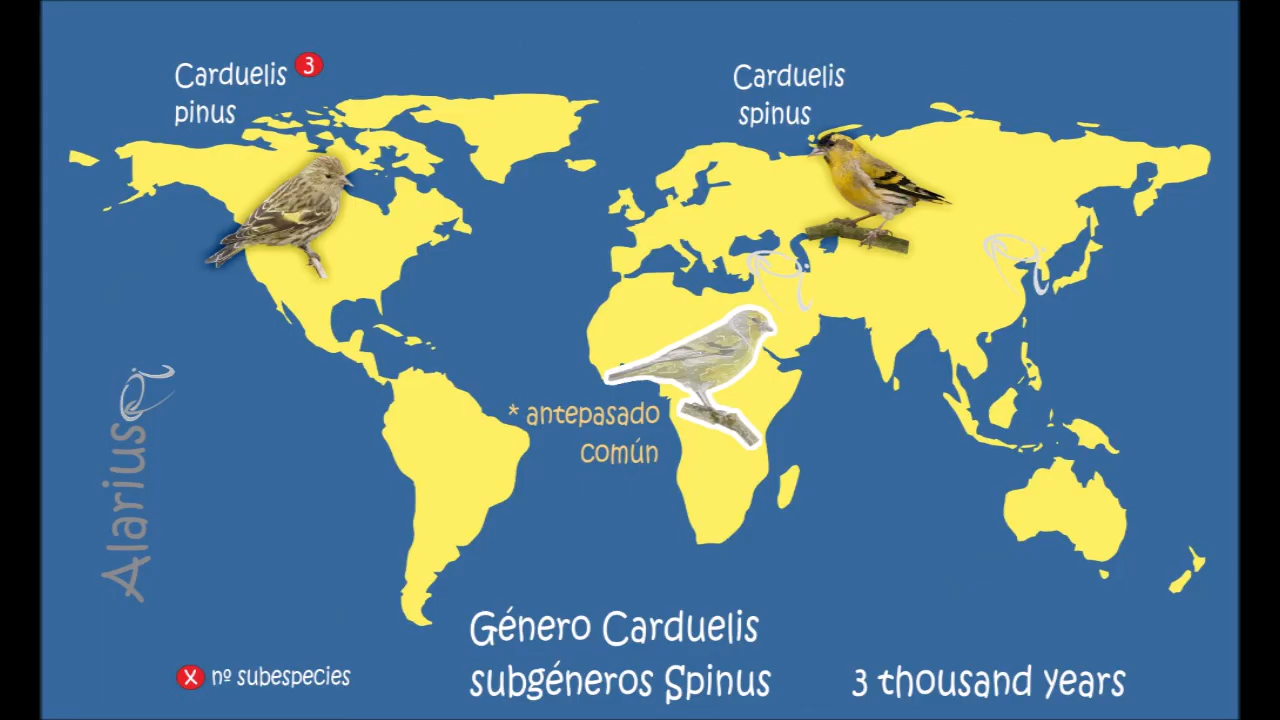 Carduelis 3
pinus
Carduelis
spinus
* antepasado
común
Alarius
Género Carduelis
subgéneros Spinus
X nº subespecies
3 thousand years